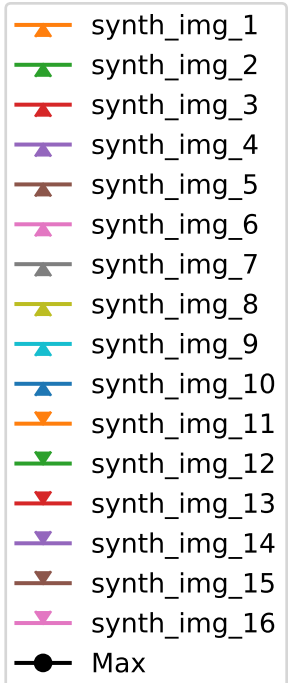 synth_img_1
synth_img_2
synth_img_3
synth_img_4
synth_img_5
synth_img_6
synth_img_7
synth_img_8
synth_img_9
synth_img_10
synth_img_11
synth_img_12
synth_img_13
synth_img_14
synth_img_15
synth_img_16
Max